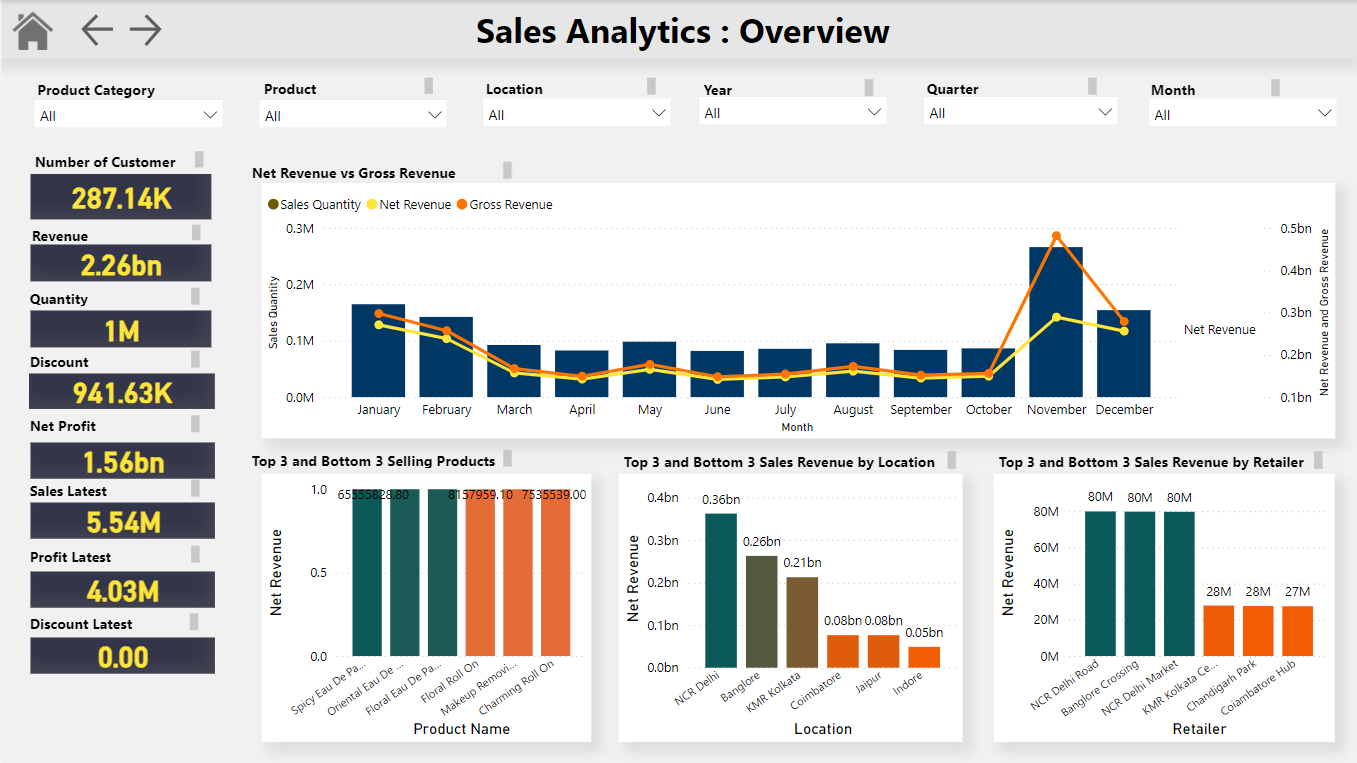 Sales Analytics : Overview
Product Category
All
Product
All
Location
All
Year
All
Quarter
All
Month
All
Number of Customer
287.14K
Revenue
2.26bn
Quantity
1M
Discount
941.63K
Net Profit
1.56bn
Sales Latest
5.54M
Profit Latest
4.03M
Discount Latest
0.00
Net Revenue vs Gross Revenue
Sales Quantity Net Revenue Gross Revenue
Sales Quantity
0.3M
0.2M
0.1M
0.0M
January February March April May June July August September October November December
Month
Net Revenue
0.5bn
0.4bn
0.3bn
0.2bn
0.1bn
Net Revenue and Gross Revenue
Top 3 and Bottom 3 Selling Products
Net Revenue
1.0
0.5
0.0
65555828.80 8157959.10 7535539.00
Spicy Eau De Pa...
Oriental Eau De ...
Floral Eau De Pa...
Floral Roll On
Makeup Removi...
Charming Roll On
Product Name
Top 3 and Bottom 3 Sales Revenue by Location
Net Revenue
0.4bn
0.3bn
0.2bn
0.1bn
0.0bn
0.36bn
0.26bn
0.21bn
0.08bn
0.08bn
0.05bn
NCR Delhi
Banglore
KMR Kolkata
Coimbatore
Jaipur
Indore
Location
Top 3 and Bottom 3 Sales Revenue by Retailer
Net Revenue
80M
60M
40M
20M
0M
80M
80M
80M
28M
28M
27M
NCR Delhi Road
Banglore Crossing
NCR Delhi Market
KMR Kolkata Ce...
Chandigarh Park
Coiambatore Hub
Retailer